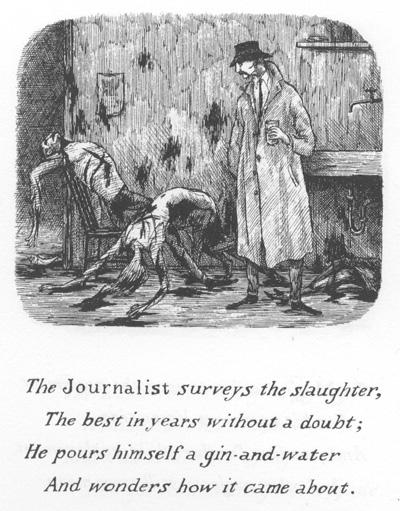 The Journalist surveys the slaughter,
The best in years without a doubt;
He pours himself a gin-and-water
And wonders how it came about.